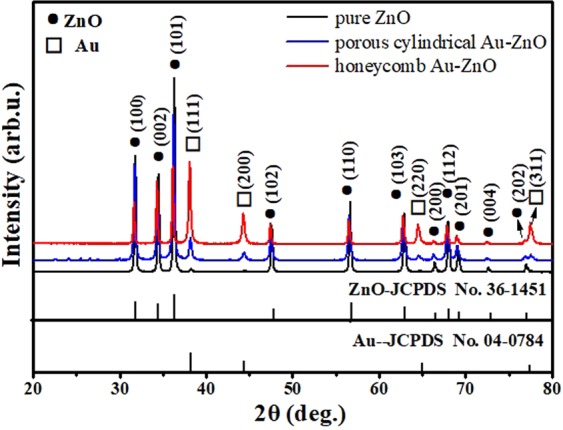 ● ZnO
□ Au
pure ZnO
porous cylindrical Au-ZnO
honeycomb Au-ZnO
● (100)
● (002)
● (101)
□ (111)
□ (200)
● (102)
● (110)
● (103)
□ (220)
● (200)
● (112)
● (201)
● (004)
● (202)
□ (311)
Intensity (arb.u.)
ZnO-JCPDS No. 36-1451
Au--JCPDS No. 04-0784
20 30 40 50 60 70 80
2θ (deg.)